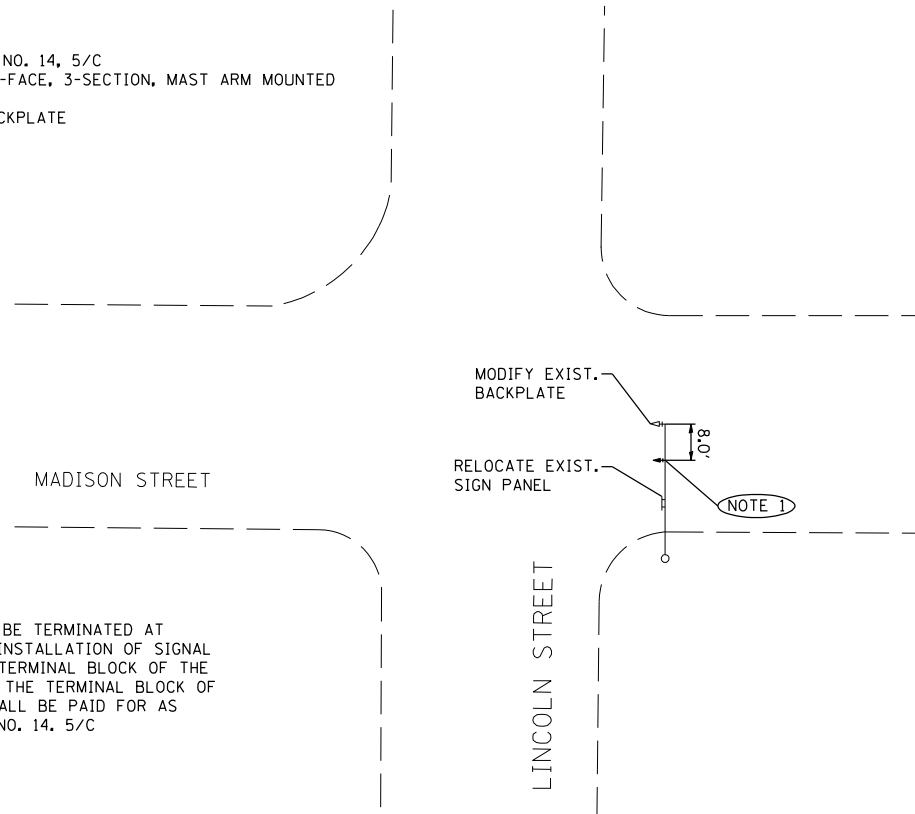 NO. 14, 5/C
-FACE, 3-SECTION, MAST ARM MOUNTED
CKPLATE
MODIFY EXIST.
BACKPLATE
8.0'
RELOCATE EXIST.
SIGN PANEL
NOTE 1
MADISON STREET
LINCOLN STREET
BE TERMINATED AT
INSTALLATION OF SIGNAL
TERMINAL BLOCK OF THE
THE TERMINAL BLOCK OF
ALL BE PAID FOR AS
NO. 14. 5/C